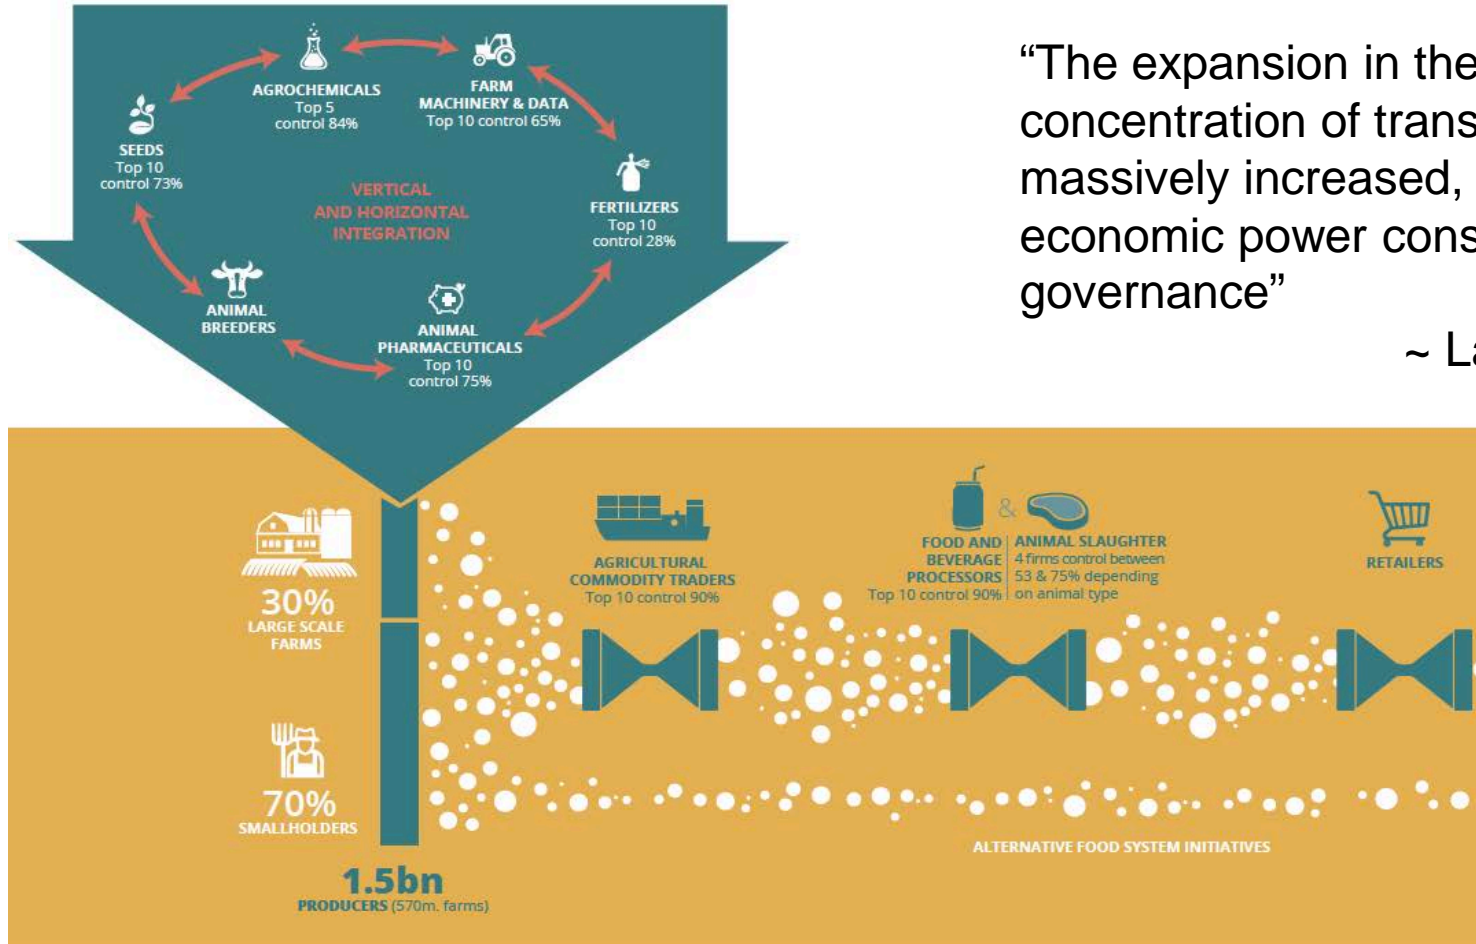 AGROCHEMICALS
Top 5
control 84%
FARM
MACHINERY & DATA
Top 10 control 65%
SEEDS
Top 10
control 73%
VERTICAL
AND HORIZONTAL
INTEGRATION
FERTILIZERS
Top 10
control 28%
ANIMAL
BREEDERS
ANIMAL
PHARMACEUTICALS
Top 10
control 75%
“The expansion in the
concentration of trans
massively increased,
economic power cons
governance”
~ La
30%
LARGE SCALE
FARMS
70%
SMALLHOLDERS
1.5bn
PRODUCERS (570m. farms)
AGRICULTURAL
COMMODITY TRADERS
Top 10 control 90%
&
FOOD AND
BEVERAGE
PROCESSORS
Top 10 control 90%
ANIMAL SLAUGHTER
4 firms control between
53 & 75% depending
on animal type
RETAILERS
ALTERNATIVE FOOD SYSTEM INITIATIVES